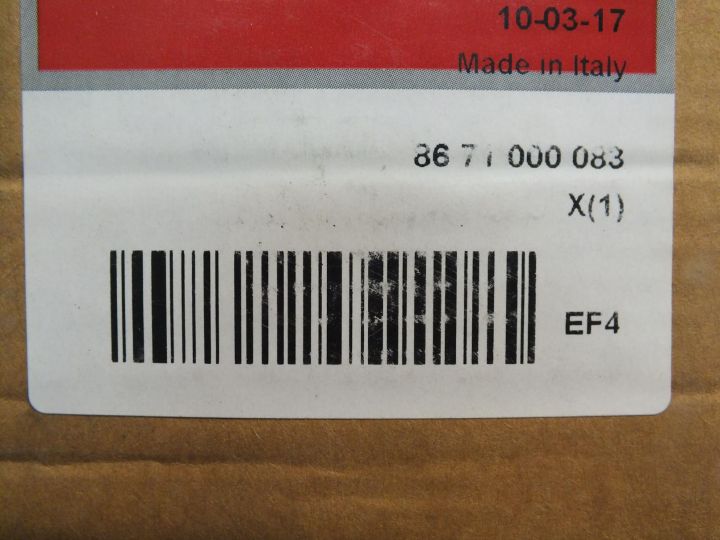 10-03-17
Made in Italy
86 71 000 083
X(1)
EF4